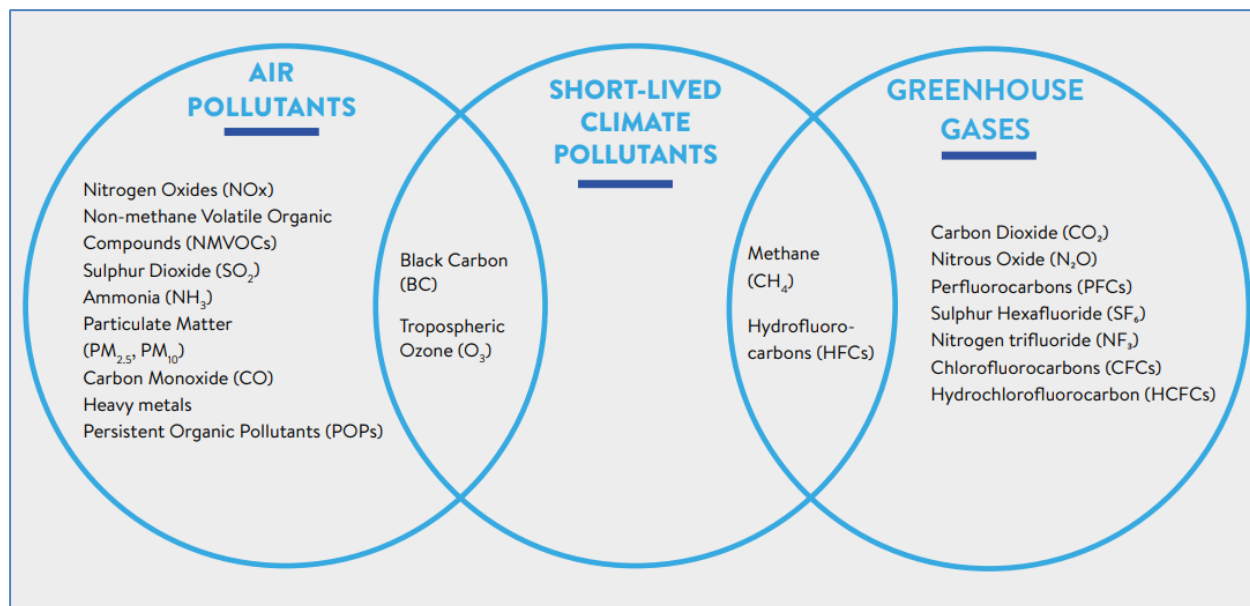 AIR
POLLUTANTS
Nitrogen Oxides (NOx)
Non-methane Volatile Organic
Compounds (NMVOCs)
Sulphur Dioxide (SO₂)
Ammonia (NH₃)
Particulate Matter
(PM₂.₅, PM₁₀)
Carbon Monoxide (CO)
Heavy metals
Persistent Organic Pollutants (POPs)
Black Carbon
(BC)
Tropospheric
Ozone (O₃)
SHORT-LIVED
CLIMATE
POLLUTANTS
Methane
(CH₄)
Hydrofluoro-
carbons (HFCs)
GREENHOUSE
GASES
Carbon Dioxide (CO₂)
Nitrous Oxide (N₂O)
Perfluorocarbons (PFCs)
Sulphur Hexafluoride (SF₆)
Nitrogen trifluoride (NF₃)
Chlorofluorocarbons (CFCs)
Hydrochlorofluorocarbon (HCFCs)